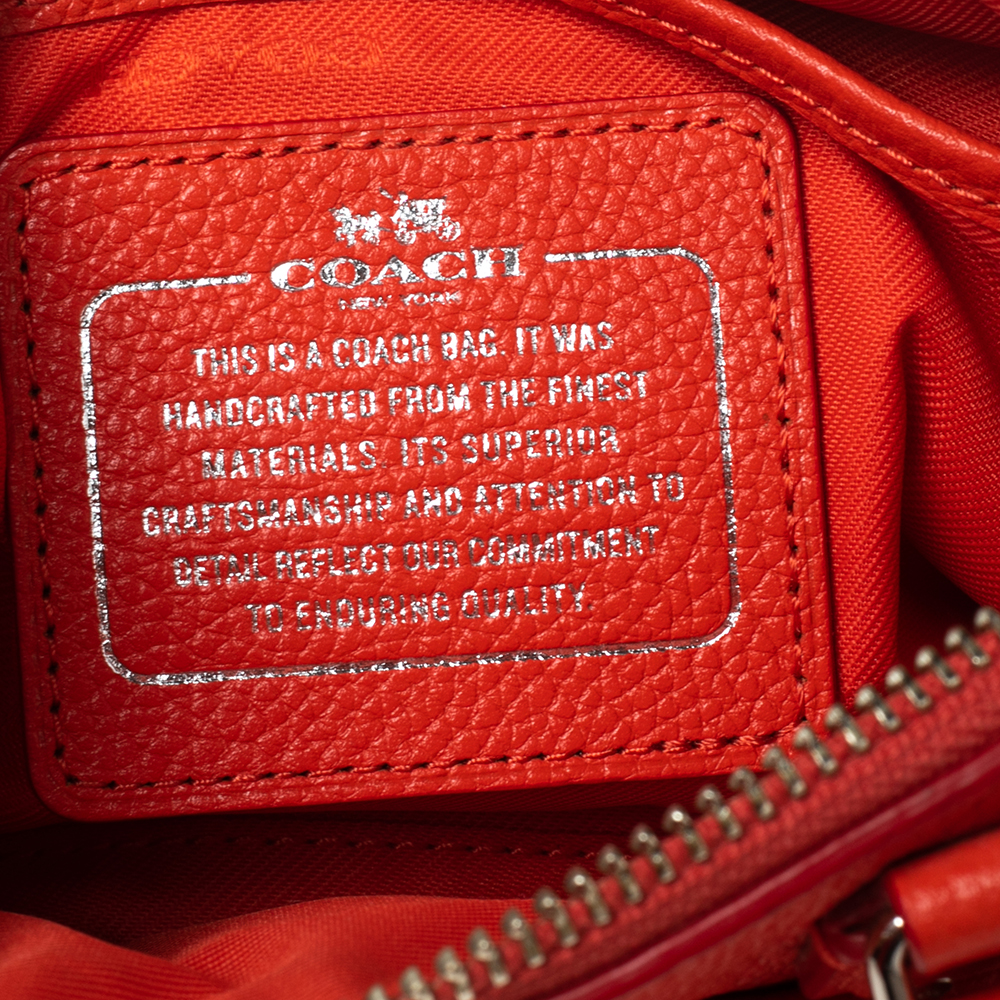 COACH
NEW YORK
THIS IS A COACH BAG. IT WAS
HANDCRAFTED FROM THE FINEST
MATERIALS. ITS SUPERIOR
CRAFTSMANSHIP AND ATTENTION TO
DETAIL REFLECT OUR COMMITMENT
TO ENDURING QUALITY.